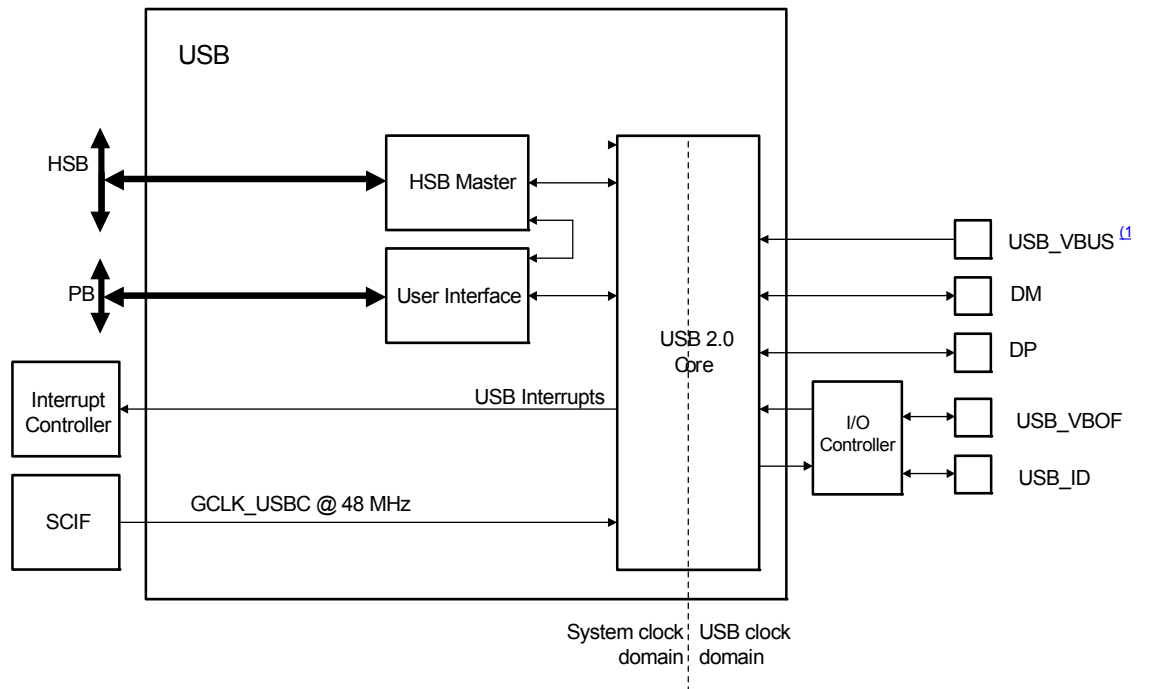 USB
HSB
HSB Master
USB_VBUS (1
PB
User Interface
DM
USB 2.0
Core
DP
Interrupt
Controller
USB Interrupts
I/O
Controller
USB_VBOF
USB_ID
SCIF
GCLK_USBC @ 48 MHz
System clock
domain
USB clock
domain